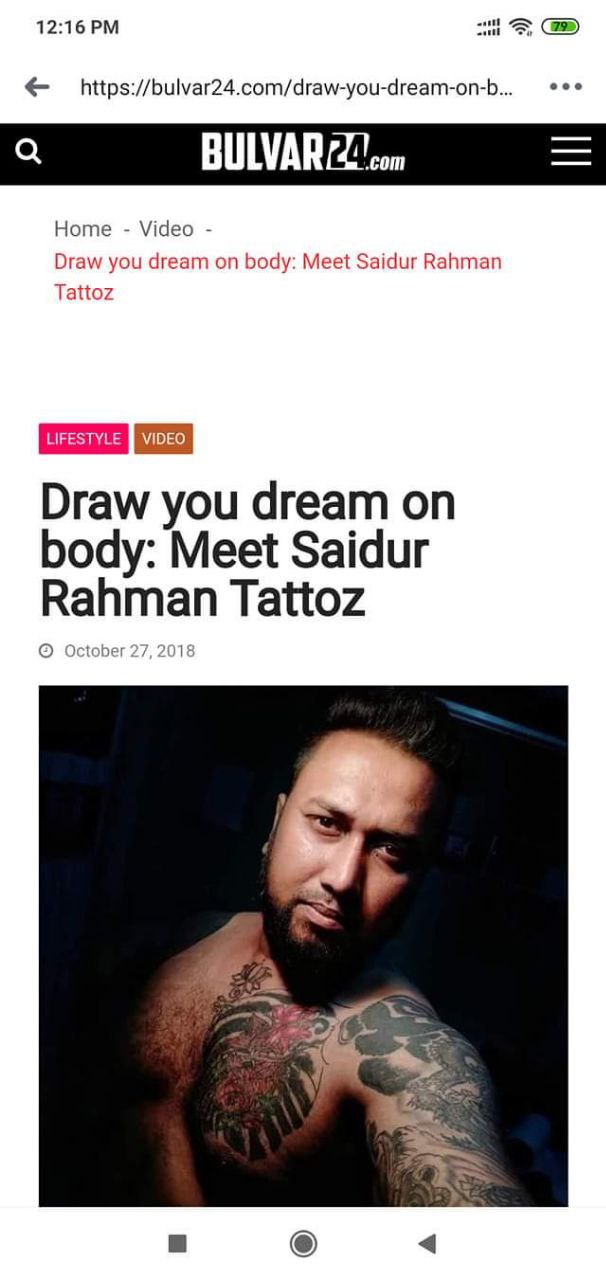 12:16 PM
79
https://bulvar24.com/draw-you-dream-on-b...
BULVAR24.com
Home - Video -
Draw you dream on body: Meet Saidur Rahman
Tattoz
LIFESTYLE VIDEO
Draw you dream on
body: Meet Saidur
Rahman Tattoz
October 27, 2018